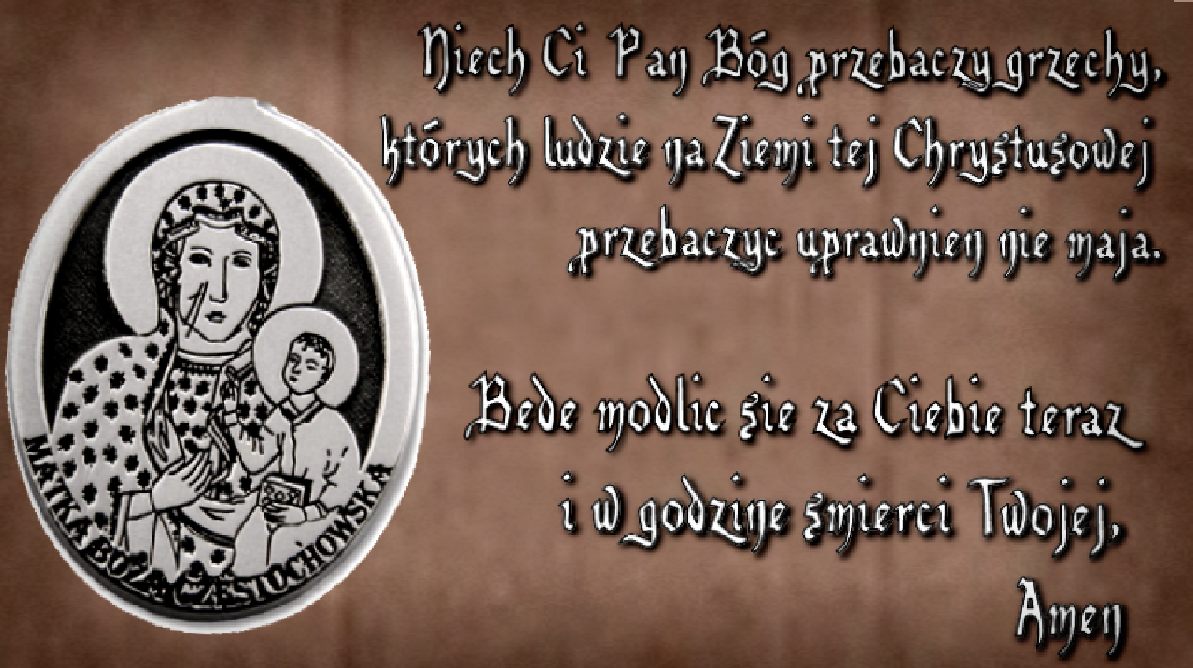 Niech Ci Pan Bóg przebaczy grzechy,
których ludzie na Ziemi tej Chrystusowej
przebaczyc uprawnien nie maja.
Bede modlic sie za Ciebie teraz
i w godzine śmierci Twojej,
Amen
MATKA BOŻA CZĘSTOCHOWSKA